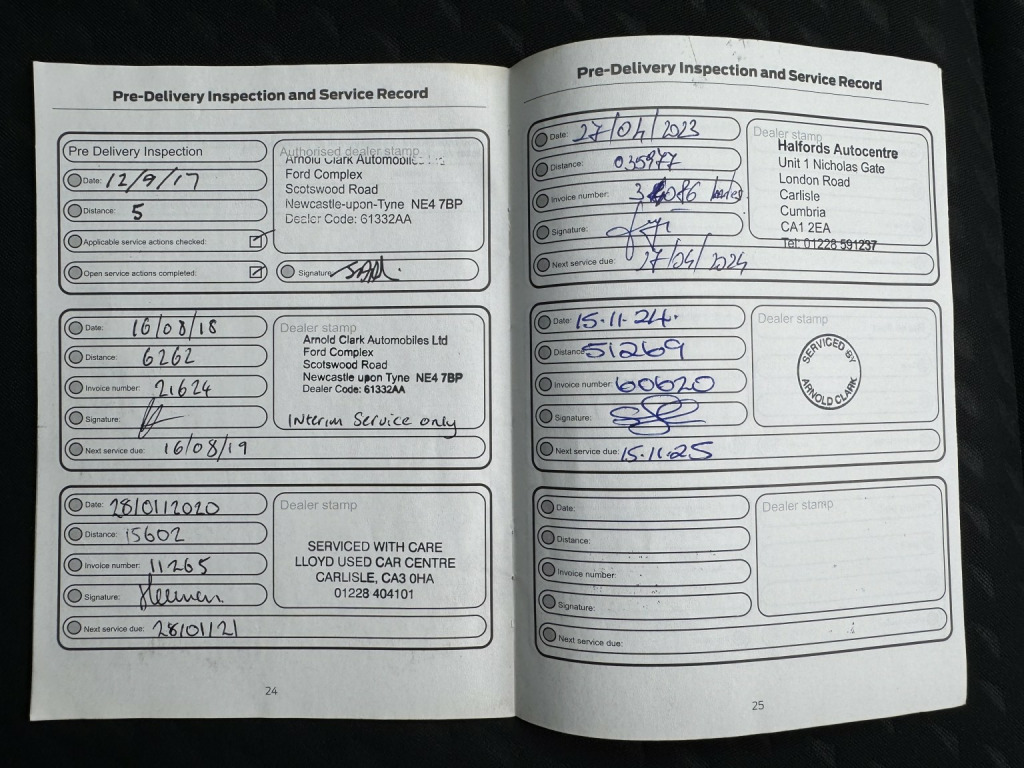 Pre-Delivery Inspection and Service Record
Pre Delivery Inspection
Date: 12/9/17
Distance: 5
Applicable service actions checked:
Open service actions completed:
Authorised dealer stamp
Arnold Clark Automobiles Ltd
Ford Complex
Scotswood Road
Newcastle-upon-Tyne NE4 7BP
Dealer Code: 61332AA
Signature:
Date: 16/08/18
Distance: 6262
Invoice number: 21624
Signature:
Next service due: 16/08/19
Dealer stamp
Arnold Clark Automobiles Ltd
Ford Complex
Scotswood Road
Newcastle upon Tyne NE4 7BP
Dealer Code: 61332AA
Interim Service only
Date: 28/01/2020
Distance: 15602
Invoice number: 11265
Signature:
Next service due: 28/01/21
Dealer stamp
SERVICED WITH CARE
LLOYD USED CAR CENTRE
CARLISLE, CA3 0HA
01228 404101
24
Pre-Delivery Inspection and Service Record
Date: 27/04/2023
Distance: 035977
Invoice number:
Signature:
Next service due: 27/04/2024
Dealer stamp
Halfords Autocentre
Unit 1 Nicholas Gate
London Road
Carlisle
Cumbria
CA1 2EA
Tel: 01228 591237
Date: 15.11.24.
Distance: 51269
Invoice number: 60620
Signature:
Next service due: 15.11.25
Dealer stamp
SERVICED BY
ARNOLD CLARK
Date:
Distance:
Invoice number:
Signature:
Next service due:
Dealer stamp
25